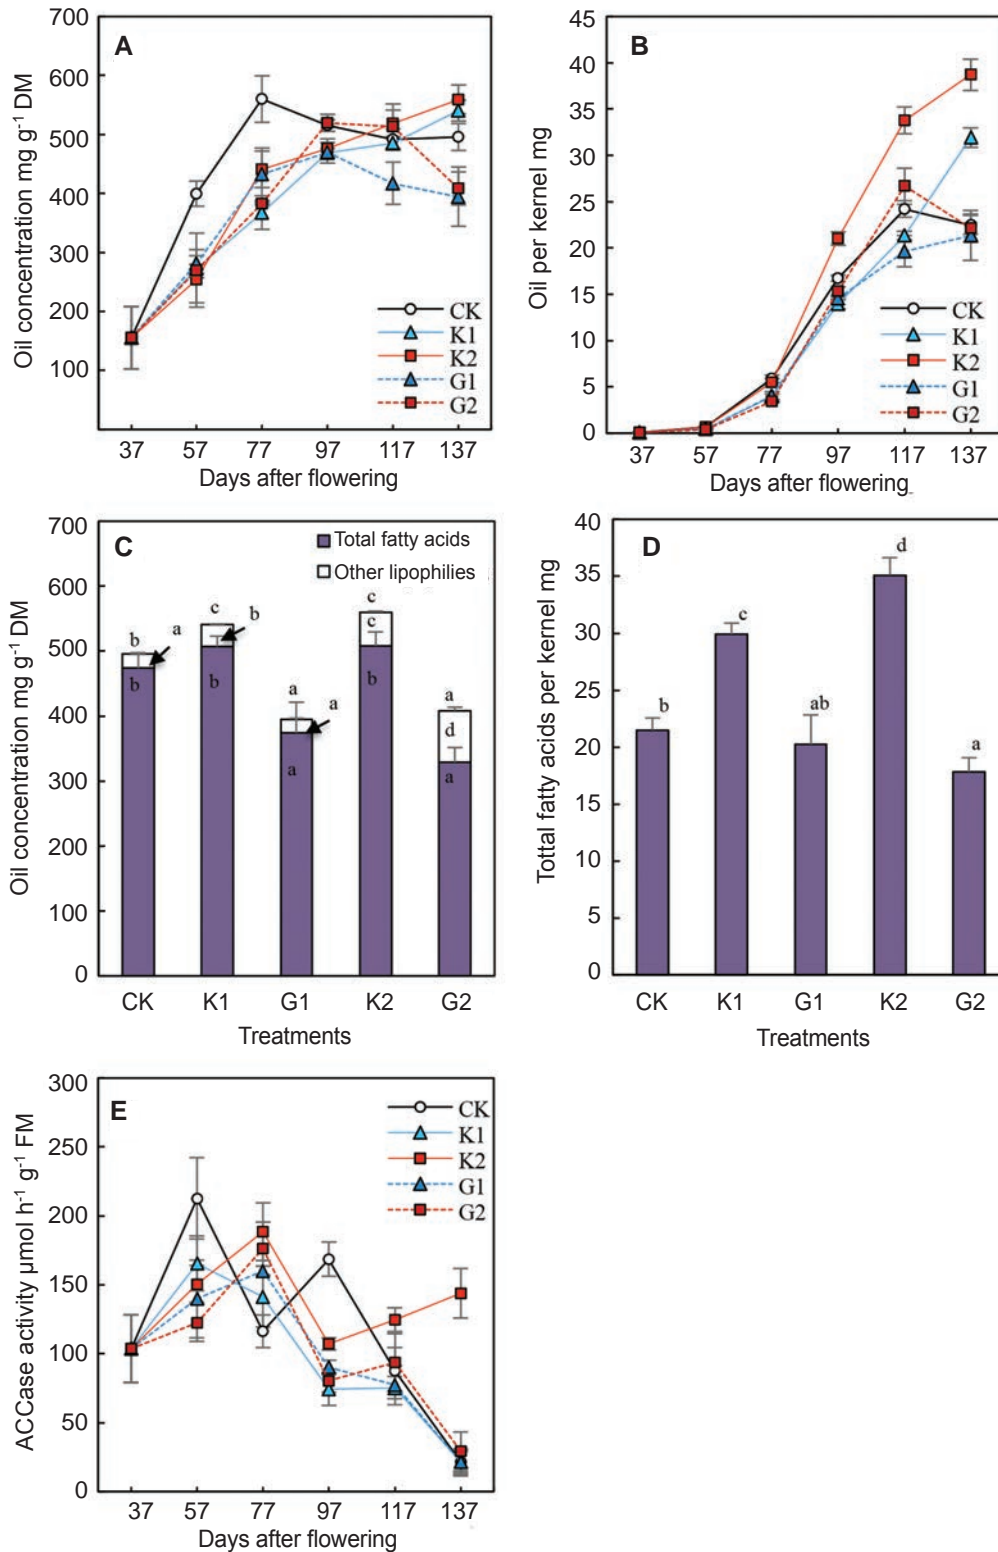 A
Oil concentration mg g-1 DM
700
600
500
400
300
200
100
CK
K1
K2
G1
G2
37 57 77 97 117 137
Days after flowering
B
Oil per kernel mg
45
40
35
30
25
20
15
10
5
0
CK
K1
K2
G1
G2
37 57 77 97 117 137
Days after flowering
C
Oil concentration mg g-1 DM
700
600
500
400
300
200
100
0
Total fatty acids
Other lipophilies
b a c b a a c c a d
b b a b a
CK K1 G1 K2 G2
Treatments
D
Tottal fatty acids per kernel mg
40
35
30
25
20
15
10
5
0
b c ab d a
CK K1 G1 K2 G2
Treatments
E
ACCase activity μmol h-1 g-1 FM
300
250
200
150
100
50
0
CK
K1
K2
G1
G2
37 57 77 97 117 137
Days after flowering